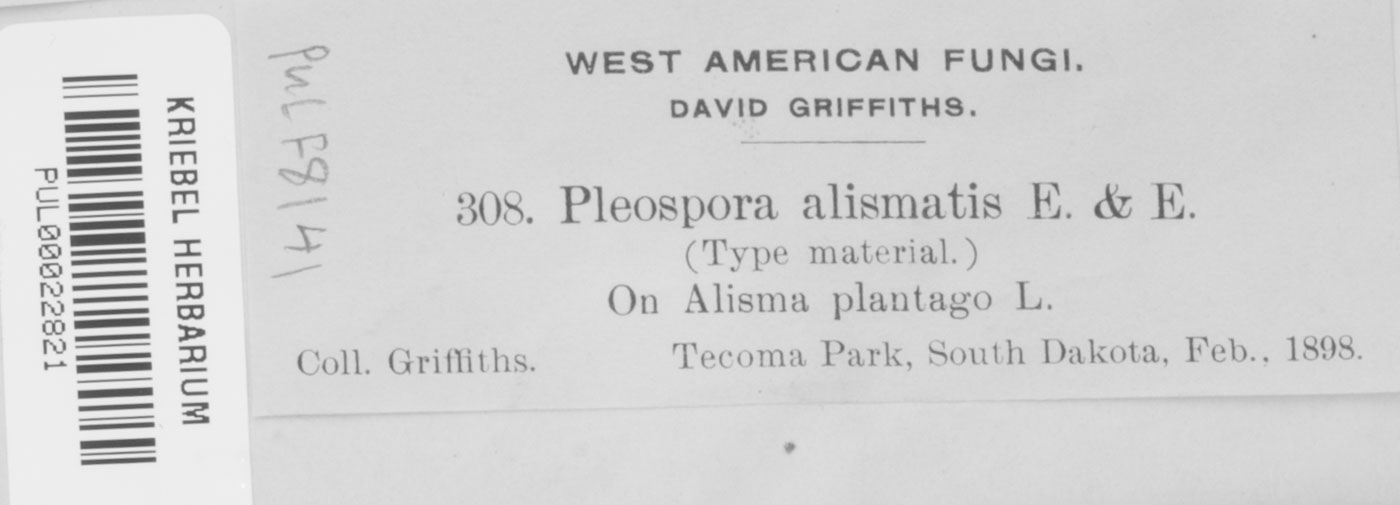 KRIEBEL HERBARIUM
PUL00022821
PUL F8141
WEST AMERICAN FUNGI.
DAVID GRIFFITHS.
308. Pleospora alismatis E. & E.
(Type material.)
On Alisma plantago L.
Coll. Griffiths. Tecoma Park, South Dakota, Feb., 1898.